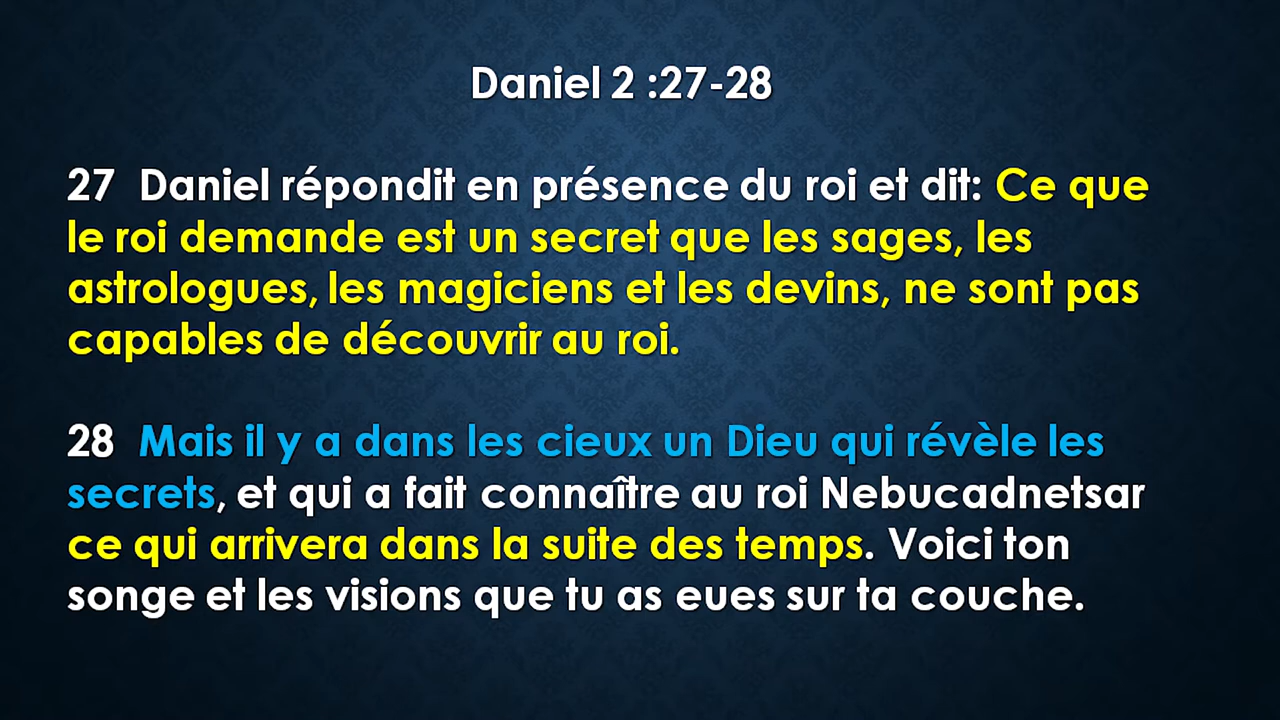 Daniel 2 :27-28
27 Daniel répondit en présence du roi et dit: Ce que
le roi demande est un secret que les sages, les
astrologues, les magiciens et les devins, ne sont pas
capables de découvrir au roi.
28 Mais il y a dans les cieux un Dieu qui révèle les
secrets, et qui a fait connaître au roi Nebucadnetsar
ce qui arrivera dans la suite des temps. Voici ton
songe et les visions que tu as eues sur ta couche.